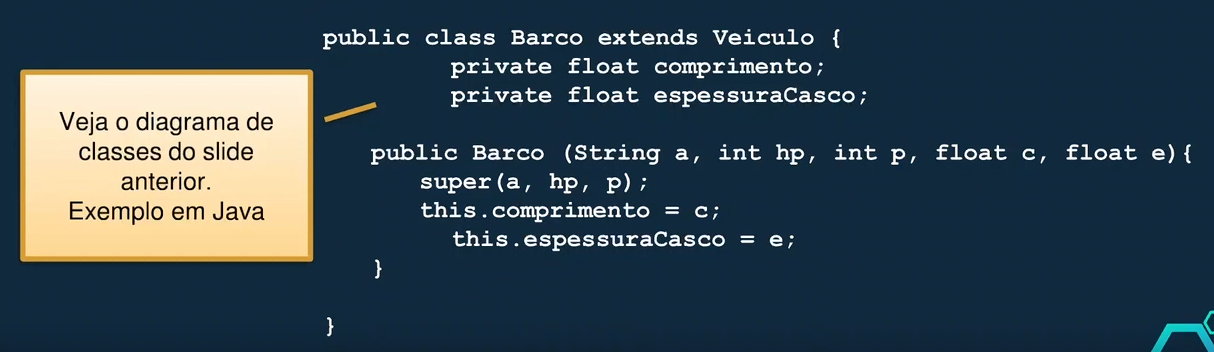 public class Barco extends Veiculo {
private float comprimento;
private float espessuraCasco;
Veja o diagrama de
classes do slide
anterior.
Exemplo em Java
public Barco (String a, int hp, int p, float c, float e){
super(a, hp, p);
this.comprimento = c;
this.espessuraCasco = e;
}
}